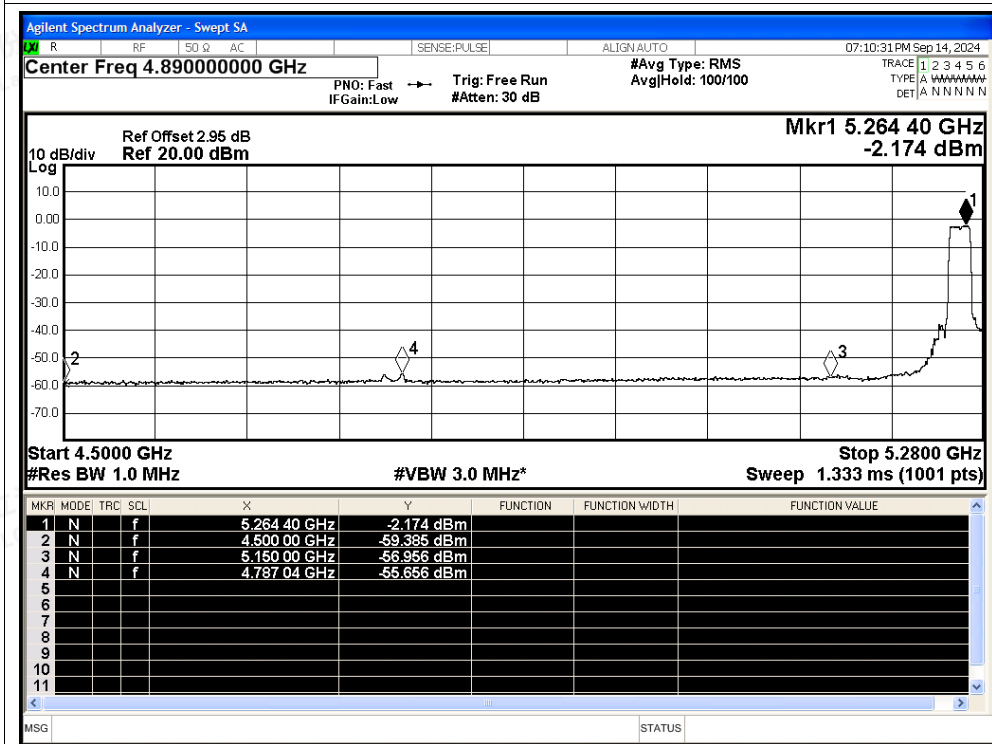 Agilent Spectrum Analyzer - Swept SA
LXI R RF 50 Ω AC SENSE:PULSE ALIGN AUTO 07:10:31 PM Sep 14, 2024
Center Freq 4.890000000 GHz
PNO: Fast
IFGain:Low
Trig: Free Run
#Atten: 30 dB
#Avg Type: RMS
Avg|Hold: 100/100
TRACE 1 2 3 4 5 6
TYPE A WWWWW
DET A N N N N N
Mkr1 5.264 40 GHz
-2.174 dBm
Ref Offset 2.95 dB
10 dB/div Ref 20.00 dBm
Log
10.0
0.00
-10.0
-20.0
-30.0
-40.0
-50.0
-60.0
-70.0
1
2
4
3
Start 4.5000 GHz Stop 5.2800 GHz
#Res BW 1.0 MHz #VBW 3.0 MHz* Sweep 1.333 ms (1001 pts)
MKR MODE TRC SCL X Y FUNCTION FUNCTION WIDTH FUNCTION VALUE
1 N f 5.264 40 GHz -2.174 dBm
2 N f 4.500 00 GHz -59.385 dBm
3 N f 5.150 00 GHz -56.956 dBm
4 N f 4.787 04 GHz -55.656 dBm
5
6
7
8
9
10
11
MSG STATUS